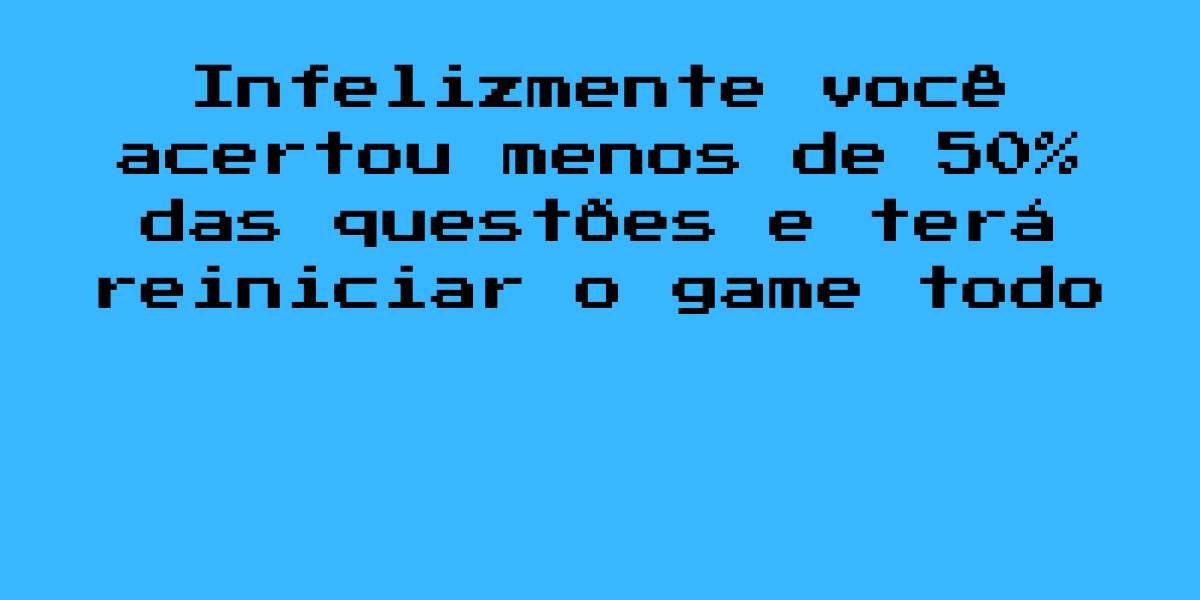 Infelizmente você
acertou menos de 50%
das questões e terá
reiniciar o game todo